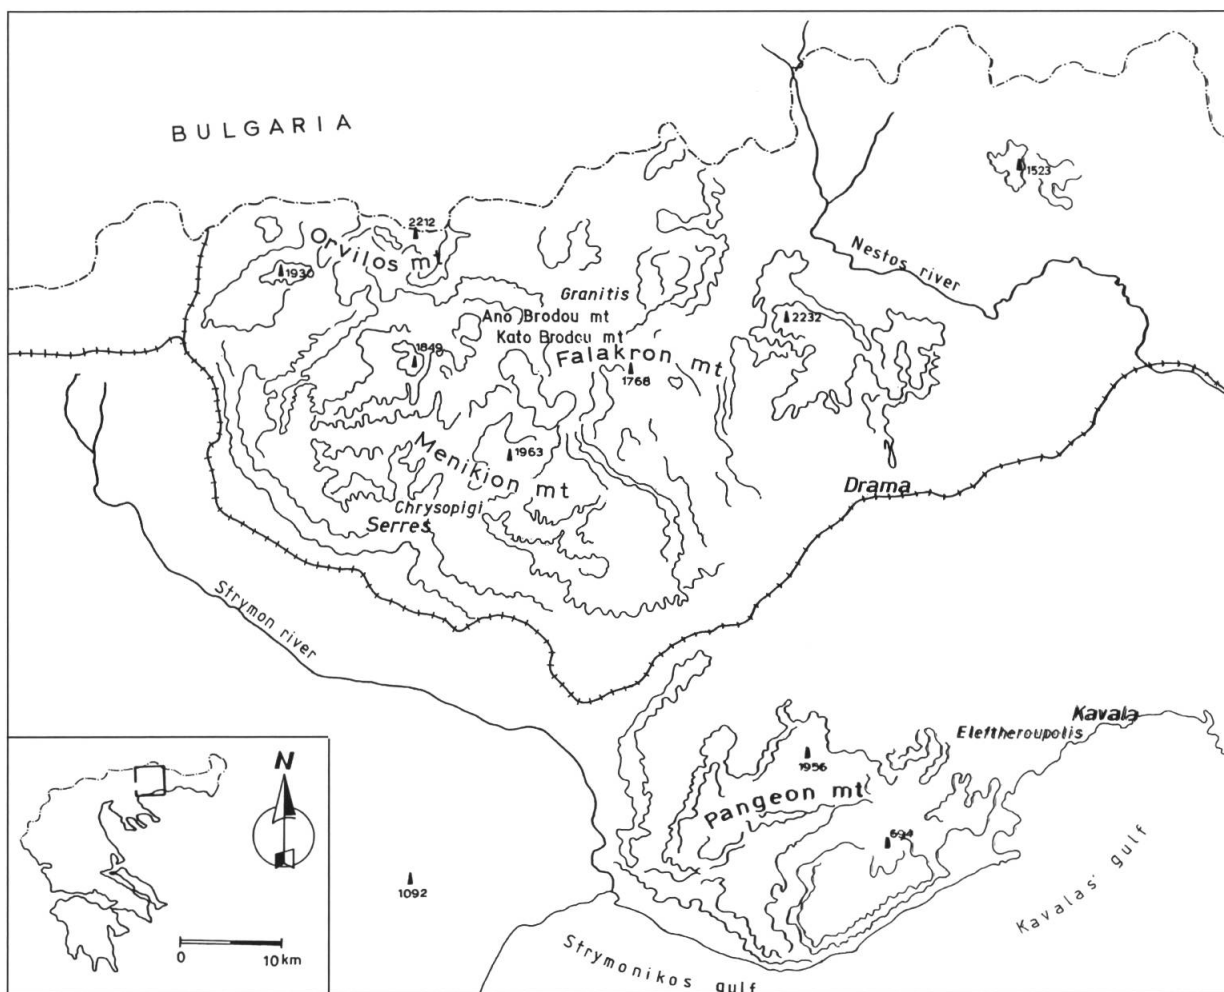 BULGARIA
1523
2212
Orvilos mt
1930
Nestos river
Granitis
Ano Brodou mt
2232
Kato Brodou mt
1849
Falakron mt
1768
Menikion mt
1963
Drama
Chrysopigi
Serres
Strymon river
Kavala
Eleftheroupolis
1956
Pangeon mt
694
Kavalas' gulf
1092
Strymonikos gulf
N
0 10 km